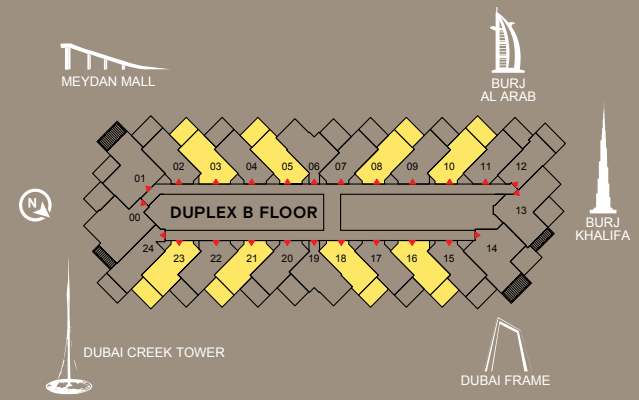 MEYDAN MALL
BURJ
AL ARAB
BURJ
KHALIFA
N
01 02 03 04 05 06 07 08 09 10 11 12
00
DUPLEX B FLOOR
13
24 23 22 21 20 19 18 17 16 15 14
DUBAI CREEK TOWER
DUBAI FRAME